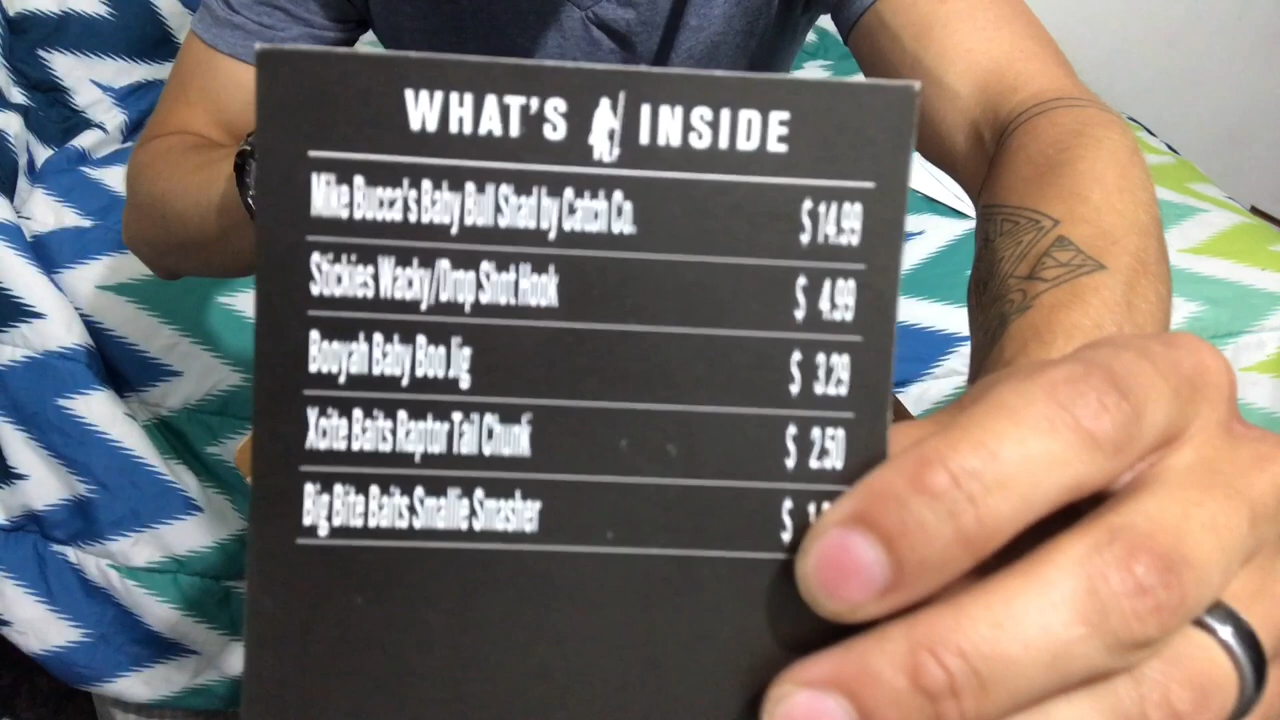 WHAT'S INSIDE
Mike Bucca's Baby Bull Shad by Catch Co. $ 14.99
Stickies Wacky/Drop Shot Hook $ 4.99
Booyah Baby Boo Jig $ 3.29
Xcite Baits Raptor Tail Chunk $ 2.50
Big Bite Baits Smallie Smasher $